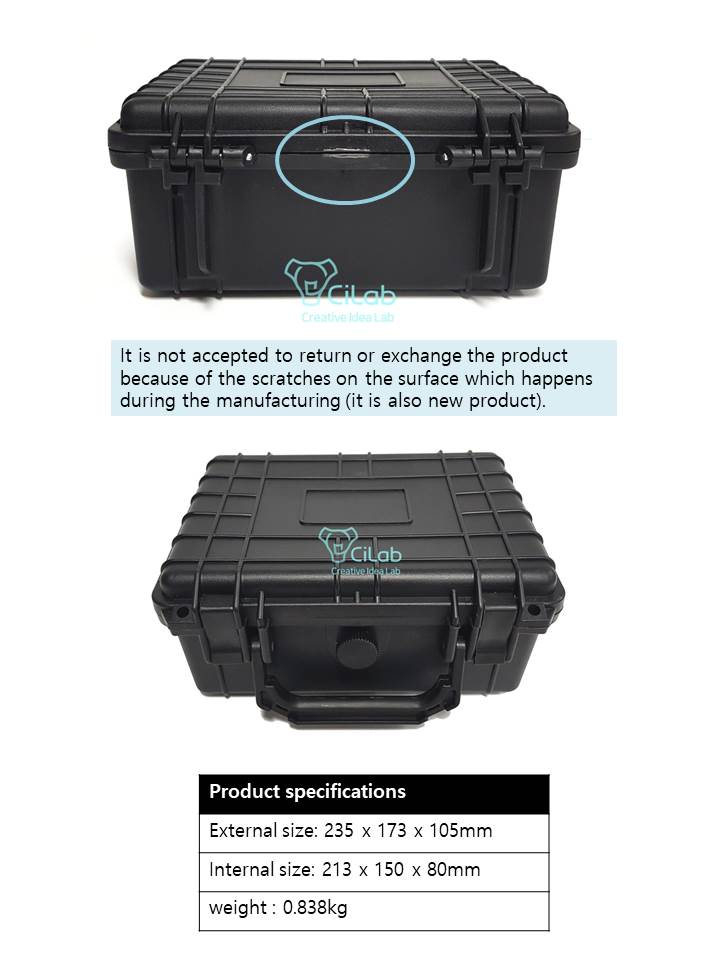 CiLab
Creative Idea Lab
It is not accepted to return or exchange the product
because of the scratches on the surface which happens
during the manufacturing (it is also new product).
CiLab
Creative Idea Lab
Product specifications
External size: 235 x 173 x 105mm
Internal size: 213 x 150 x 80mm
weight : 0.838kg